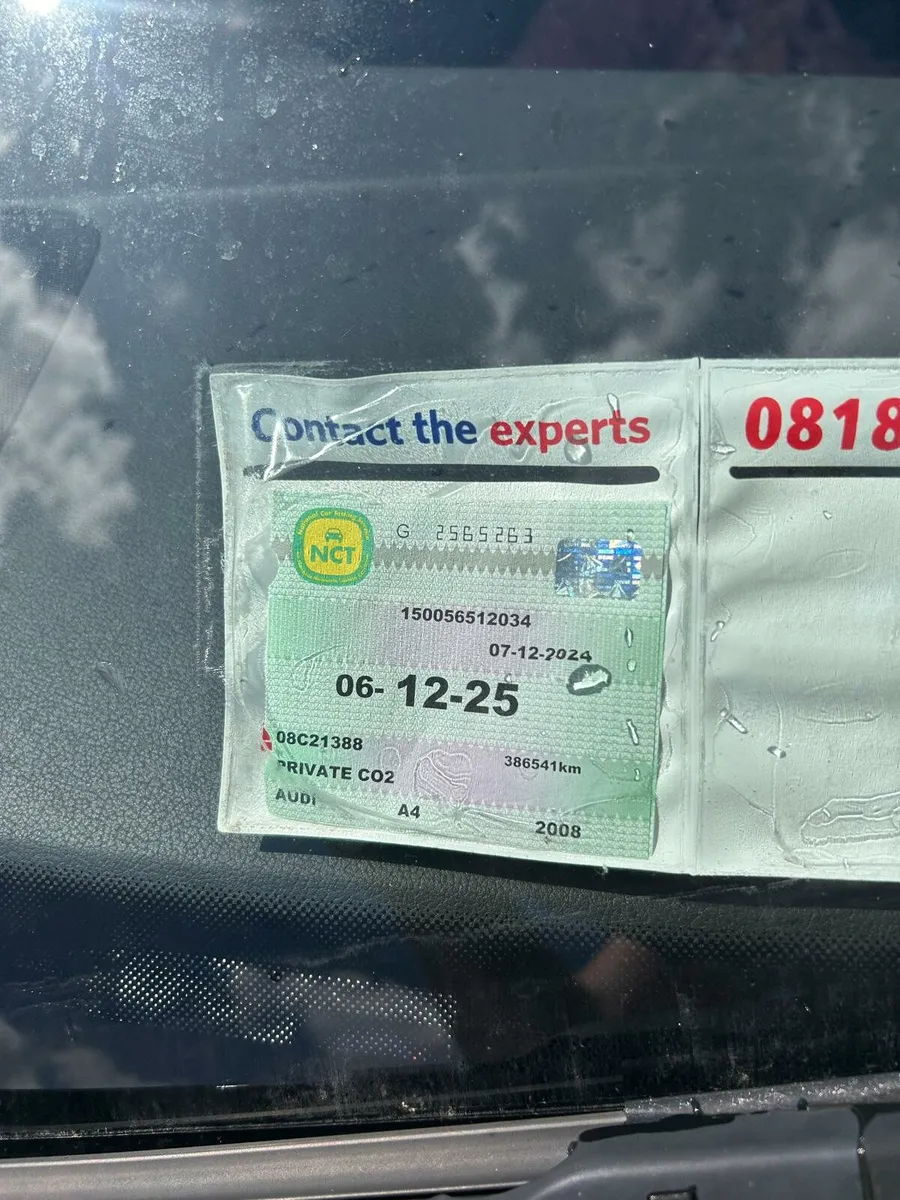 Contact the experts
0818
NCT
G 2565263
150056512034
07-12-2024
06- 12-25
08C21388
386541km
PRIVATE CO2
AUDI A4 2008